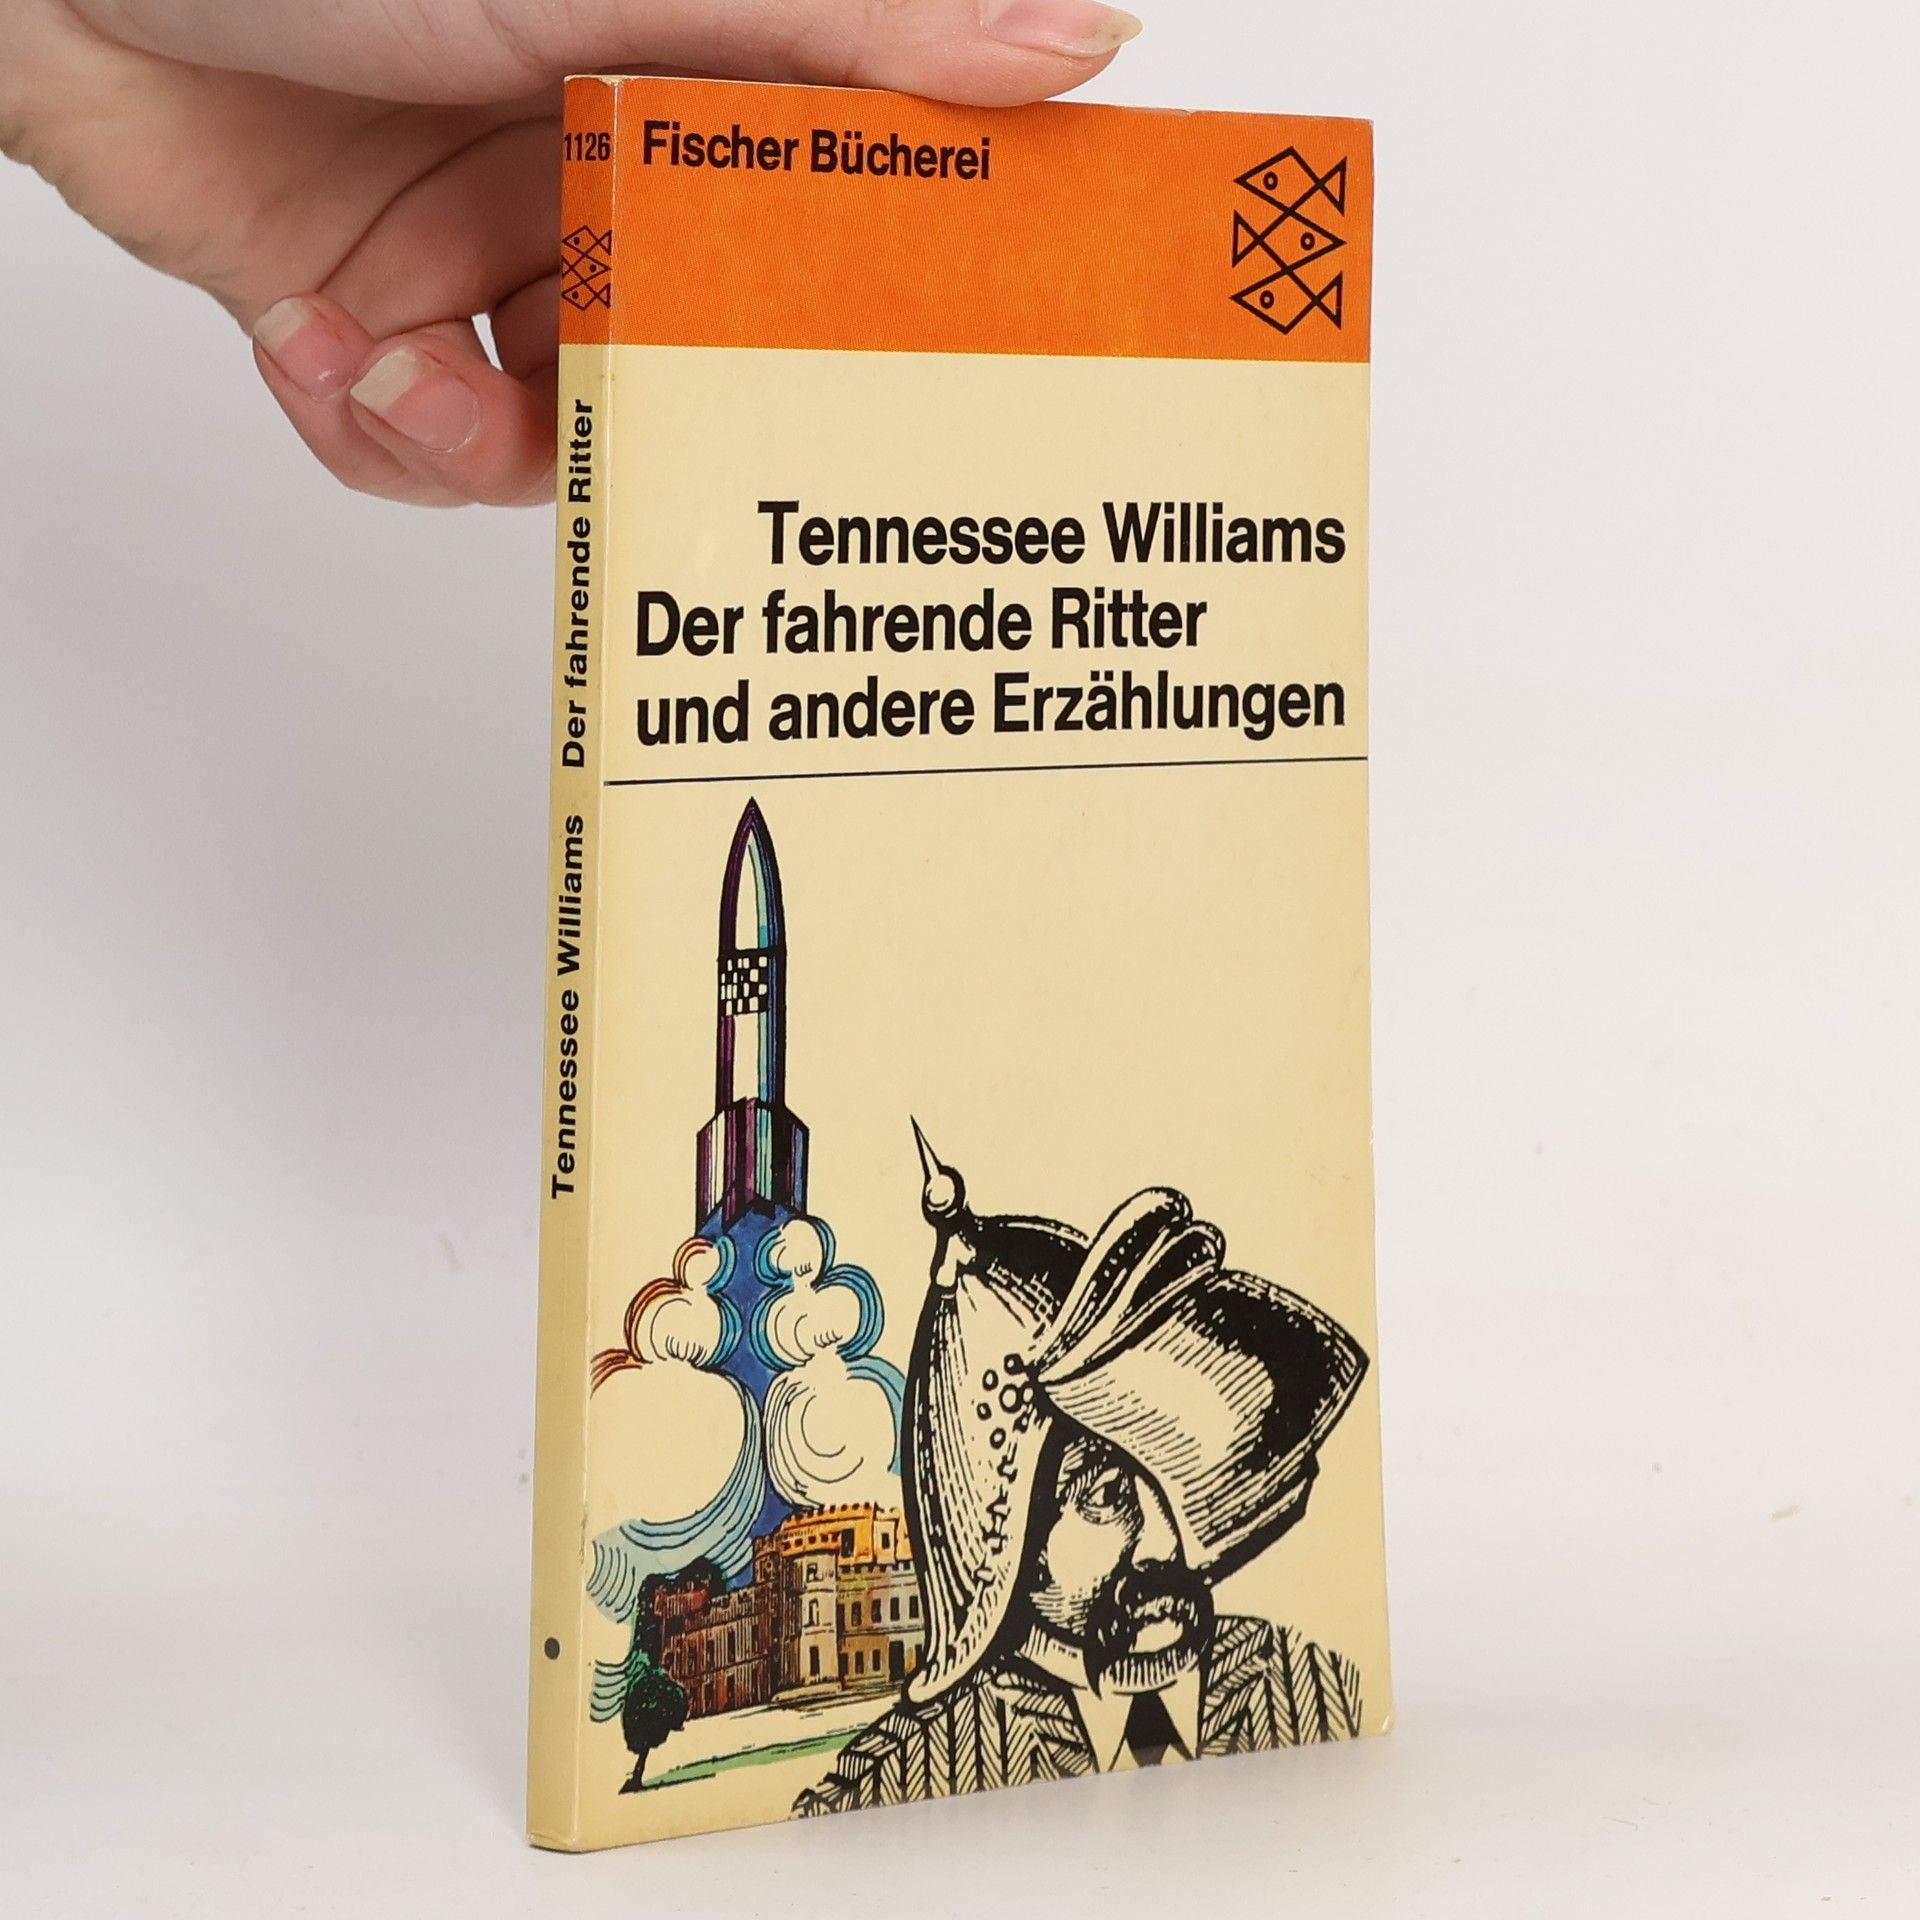 1126
Fischer Bücherei
Tennessee Williams
Der fahrende Ritter
und andere Erzählungen
Tennessee Williams Der fahrende Ritter